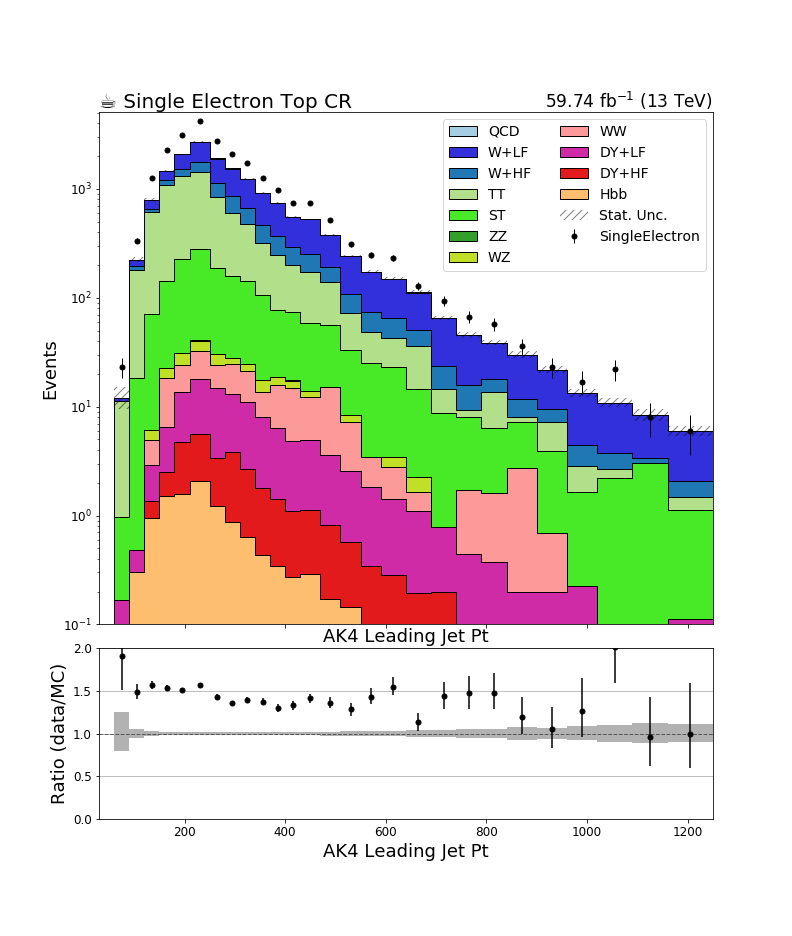 ☕ Single Electron Top CR 59.74 fb⁻¹ (13 TeV)
QCD WW
W+LF DY+LF
W+HF DY+HF
TT Hbb
ST Stat. Unc.
ZZ SingleElectron
WZ
Events
10³
10²
10¹
10⁰
10⁻¹
AK4 Leading Jet Pt
Ratio (data/MC)
2.0
1.5
1.0
0.5
0.0
200 400 600 800 1000 1200
AK4 Leading Jet Pt